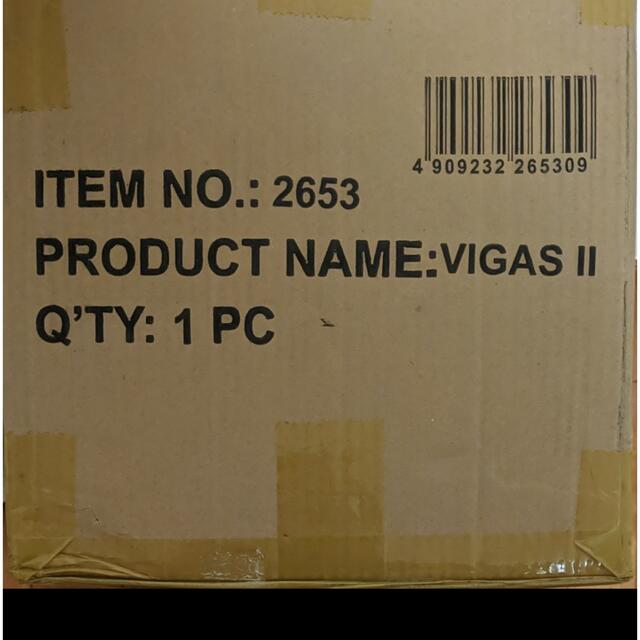 4 909232 265309
ITEM NO.: 2653
PRODUCT NAME:VIGAS II
Q'TY: 1 PC